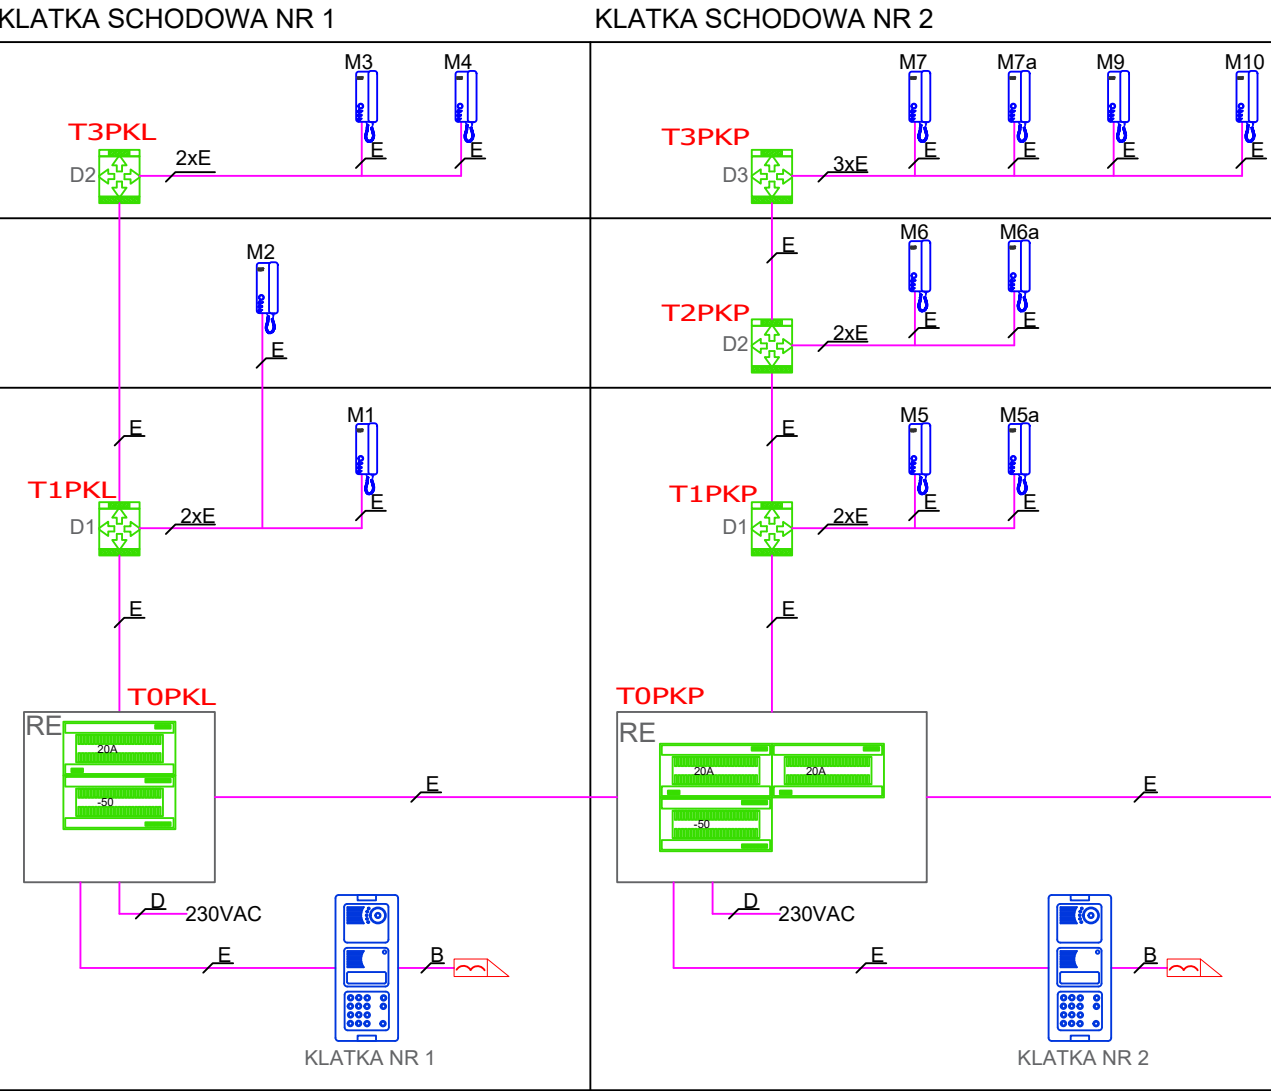 KLATKA SCHODOWA NR 1
KLATKA SCHODOWA NR 2
M3
M4
T3PKL
D2
2xE
E
E
M7
M7a
M9
M10
T3PKP
D3
3xE
E
E
E
E
M2
E
E
M6
M6a
T2PKP
D2
2xE
E
E
E
M1
T1PKL
D1
2xE
E
E
E
M5
M5a
T1PKP
D1
2xE
E
E
E
T0PKL
RE
20A
-50
E
D
230VAC
E
B
KLATKA NR 1
T0PKP
RE
20A
20A
-50
E
D
230VAC
E
B
KLATKA NR 2